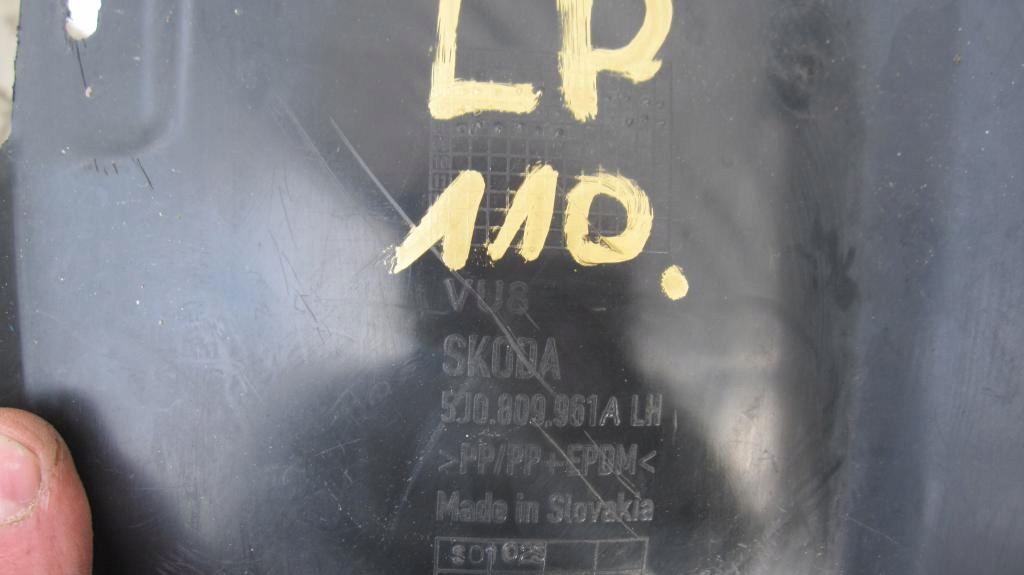 LP
110.
VU8
SKODA
5J0.809.961A LH
>PP/PP+EPDM<
Made in Slovakia